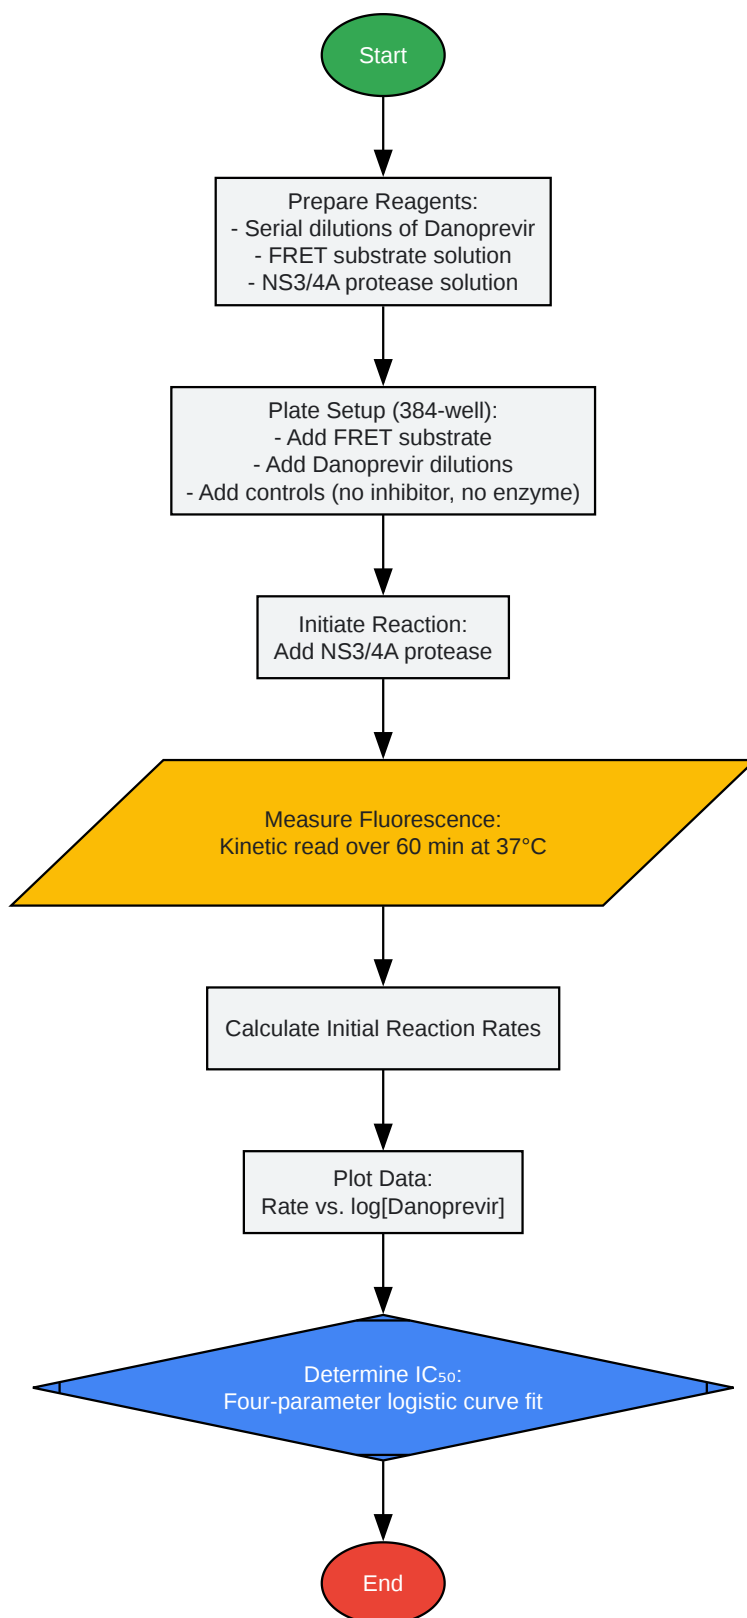 Start
Prepare Reagents:
- Serial dilutions of Danoprevir
- FRET substrate solution
- NS3/4A protease solution
Plate Setup (384-well):
- Add FRET substrate
- Add Danoprevir dilutions
- Add controls (no inhibitor, no enzyme)
Initiate Reaction:
Add NS3/4A protease
Measure Fluorescence:
Kinetic read over 60 min at 37°C
Calculate Initial Reaction Rates
Plot Data:
Rate vs. log[Danoprevir]
Determine IC₅₀:
Four-parameter logistic curve fit
End